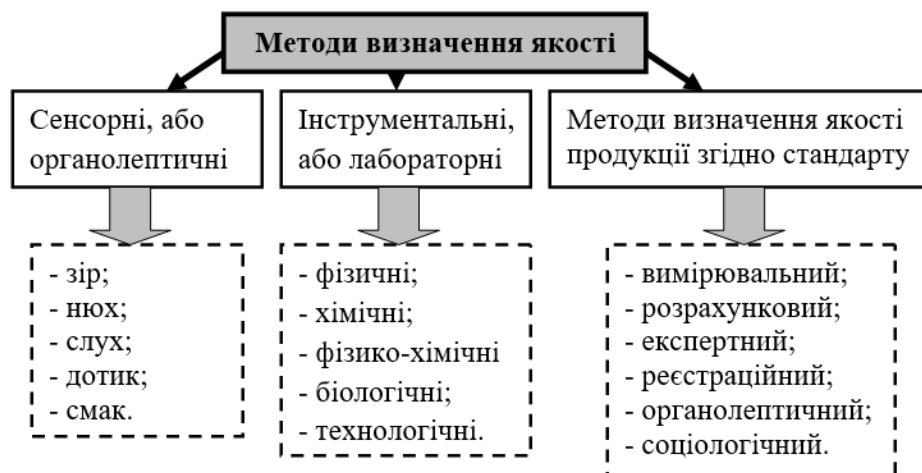 Методи визначення якості
Сенсорні, або
органолептичні
Інструментальні,
або лабораторні
Методи визначення якості
продукції згідно стандарту
- зір;
- нюх;
- слух;
- дотик;
- смак.
- фізичні;
- хімічні;
- фізико-хімічні
- біологічні;
- технологічні.
- вимірювальний;
- розрахунковий;
- експертний;
- реєстраційний;
- органолептичний;
- соціологічний.